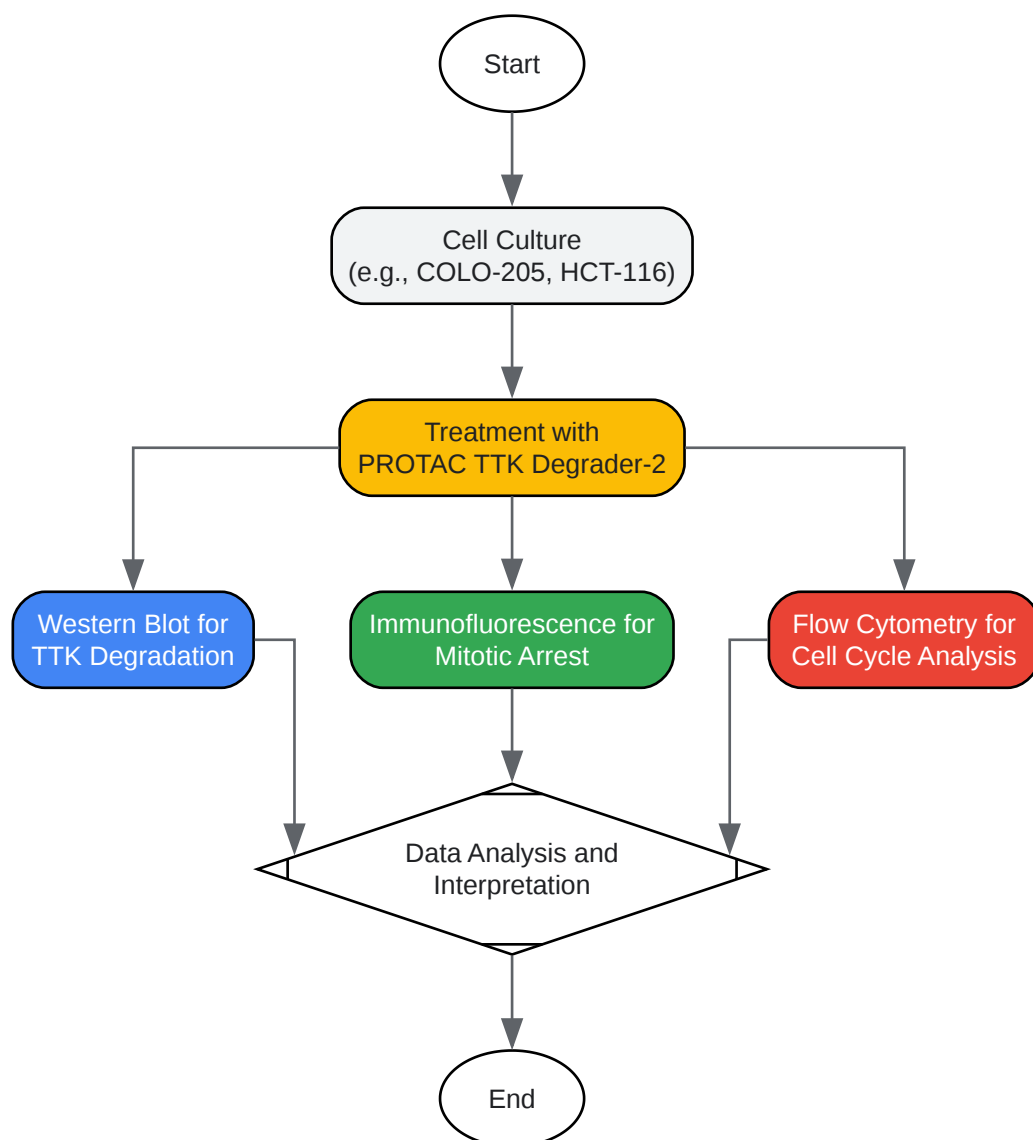 Start
Cell Culture
(e.g., COLO-205, HCT-116)
Treatment with
PROTAC TTK Degrader-2
Western Blot for
TTK Degradation
Immunofluorescence for
Mitotic Arrest
Flow Cytometry for
Cell Cycle Analysis
Data Analysis and
Interpretation
End